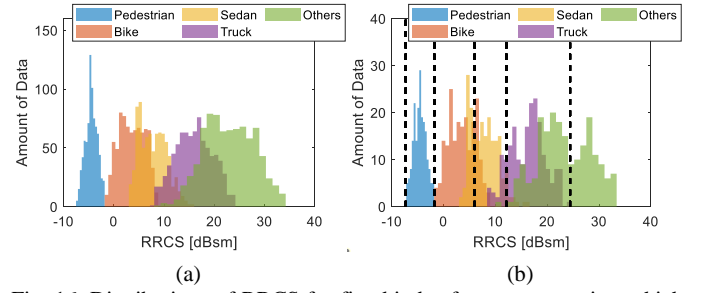 Pedestrian Sedan Others
Bike Truck
150
100
50
0
Amount of Data
-10 0 10 20 30 40
RRCS [dBsm]
(a)
Pedestrian Sedan Others
Bike Truck
40
30
20
10
0
Amount of Data
-10 0 10 20 30 40
RRCS [dBsm]
(b)